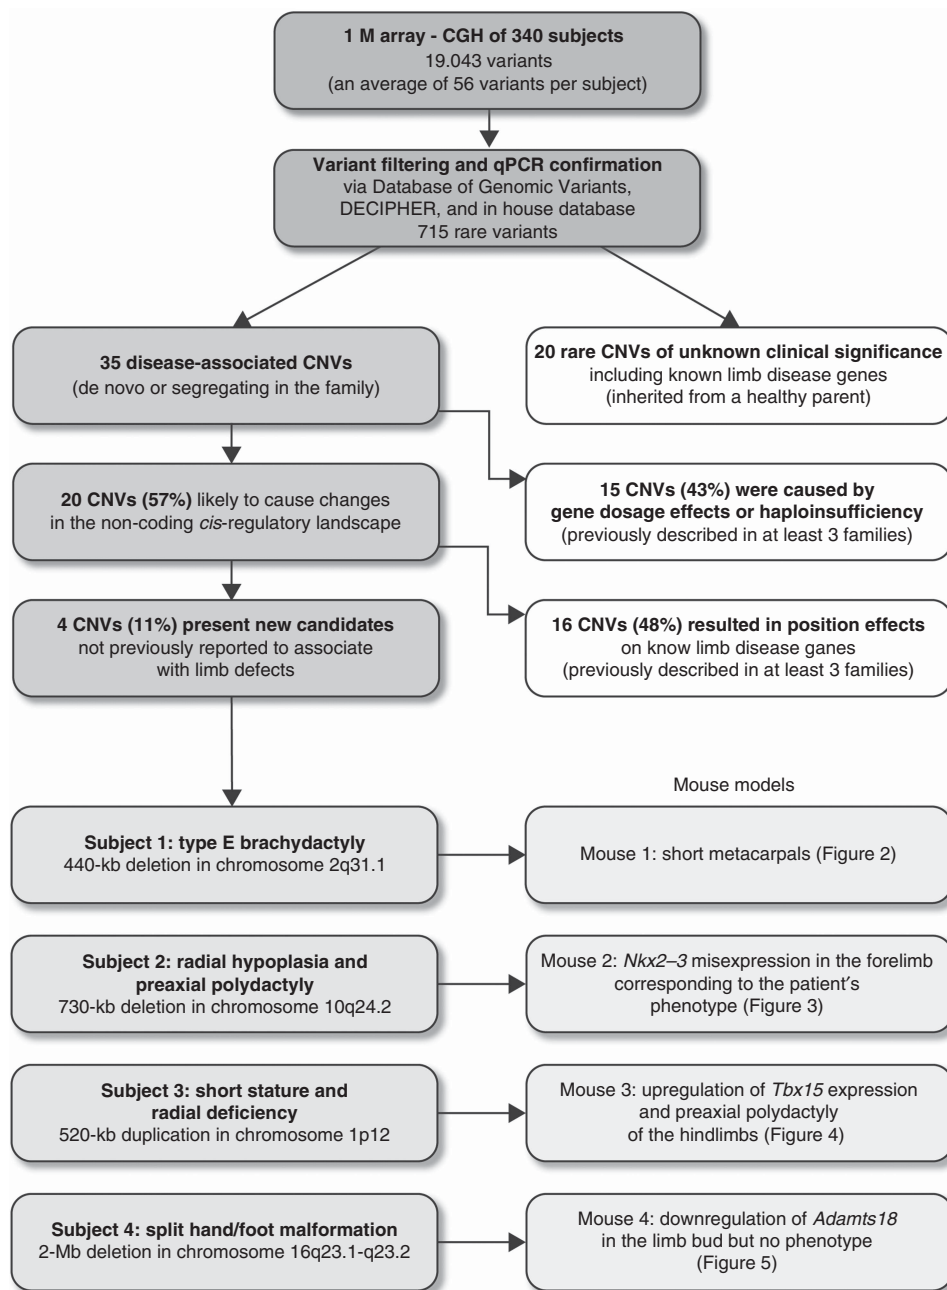 1 M array - CGH of 340 subjects
19.043 variants
(an average of 56 variants per subject)
Variant filtering and qPCR confirmation
via Database of Genomic Variants,
DECIPHER, and in house database
715 rare variants
35 disease-associated CNVs
(de novo or segregating in the family)
20 rare CNVs of unknown clinical significance
including known limb disease genes
(inherited from a healthy parent)
20 CNVs (57%) likely to cause changes
in the non-coding cis-regulatory landscape
15 CNVs (43%) were caused by
gene dosage effects or haploinsufficiency
(previously described in at least 3 families)
4 CNVs (11%) present new candidates
not previously reported to associate
with limb defects
16 CNVs (48%) resulted in position effects
on know limb disease ganes
(previously described in at least 3 families)
Mouse models
Subject 1: type E brachydactyly
440-kb deletion in chromosome 2q31.1
Mouse 1: short metacarpals (Figure 2)
Subject 2: radial hypoplasia and
preaxial polydactyly
730-kb deletion in chromosome 10q24.2
Mouse 2: Nkx2–3 misexpression in the forelimb
corresponding to the patient's
phenotype (Figure 3)
Subject 3: short stature and
radial deficiency
520-kb duplication in chromosome 1p12
Mouse 3: upregulation of Tbx15 expression
and preaxial polydactyly
of the hindlimbs (Figure 4)
Subject 4: split hand/foot malformation
2-Mb deletion in chromosome 16q23.1-q23.2
Mouse 4: downregulation of Adamts18
in the limb bud but no phenotype
(Figure 5)